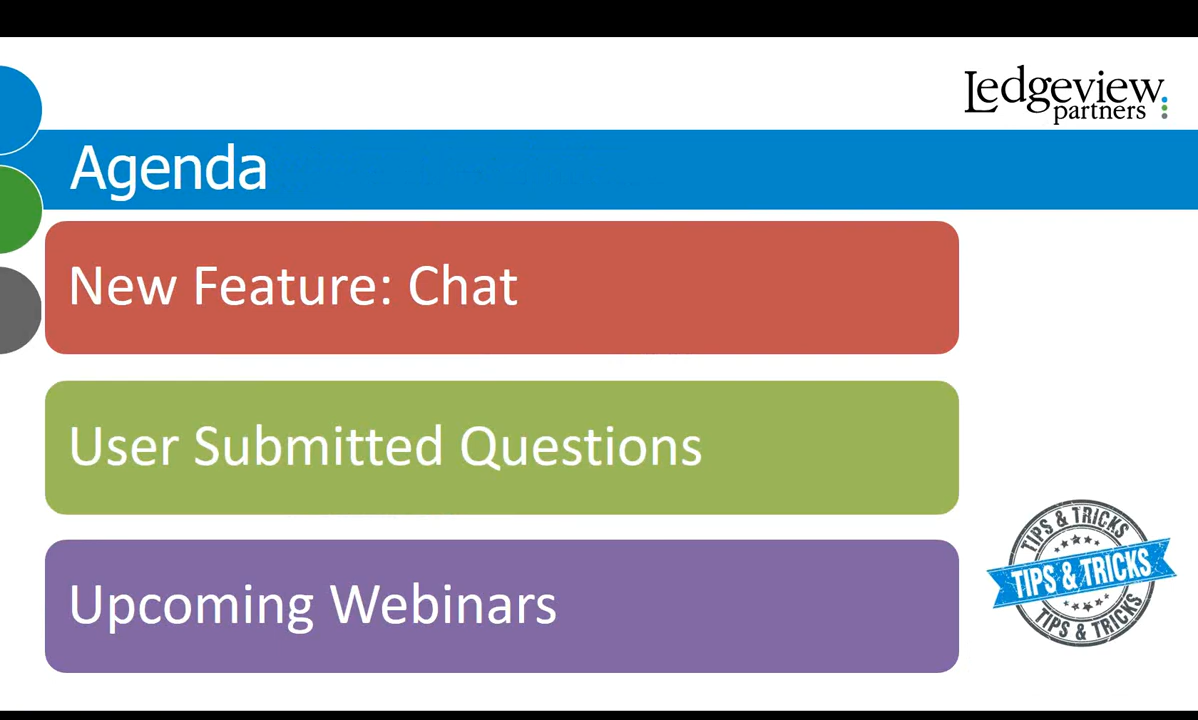 Ledgeview
partners
Agenda
New Feature: Chat
User Submitted Questions
Upcoming Webinars
TIPS & TRICKS
TIPS & TRICKS
TIPS & TRICKS